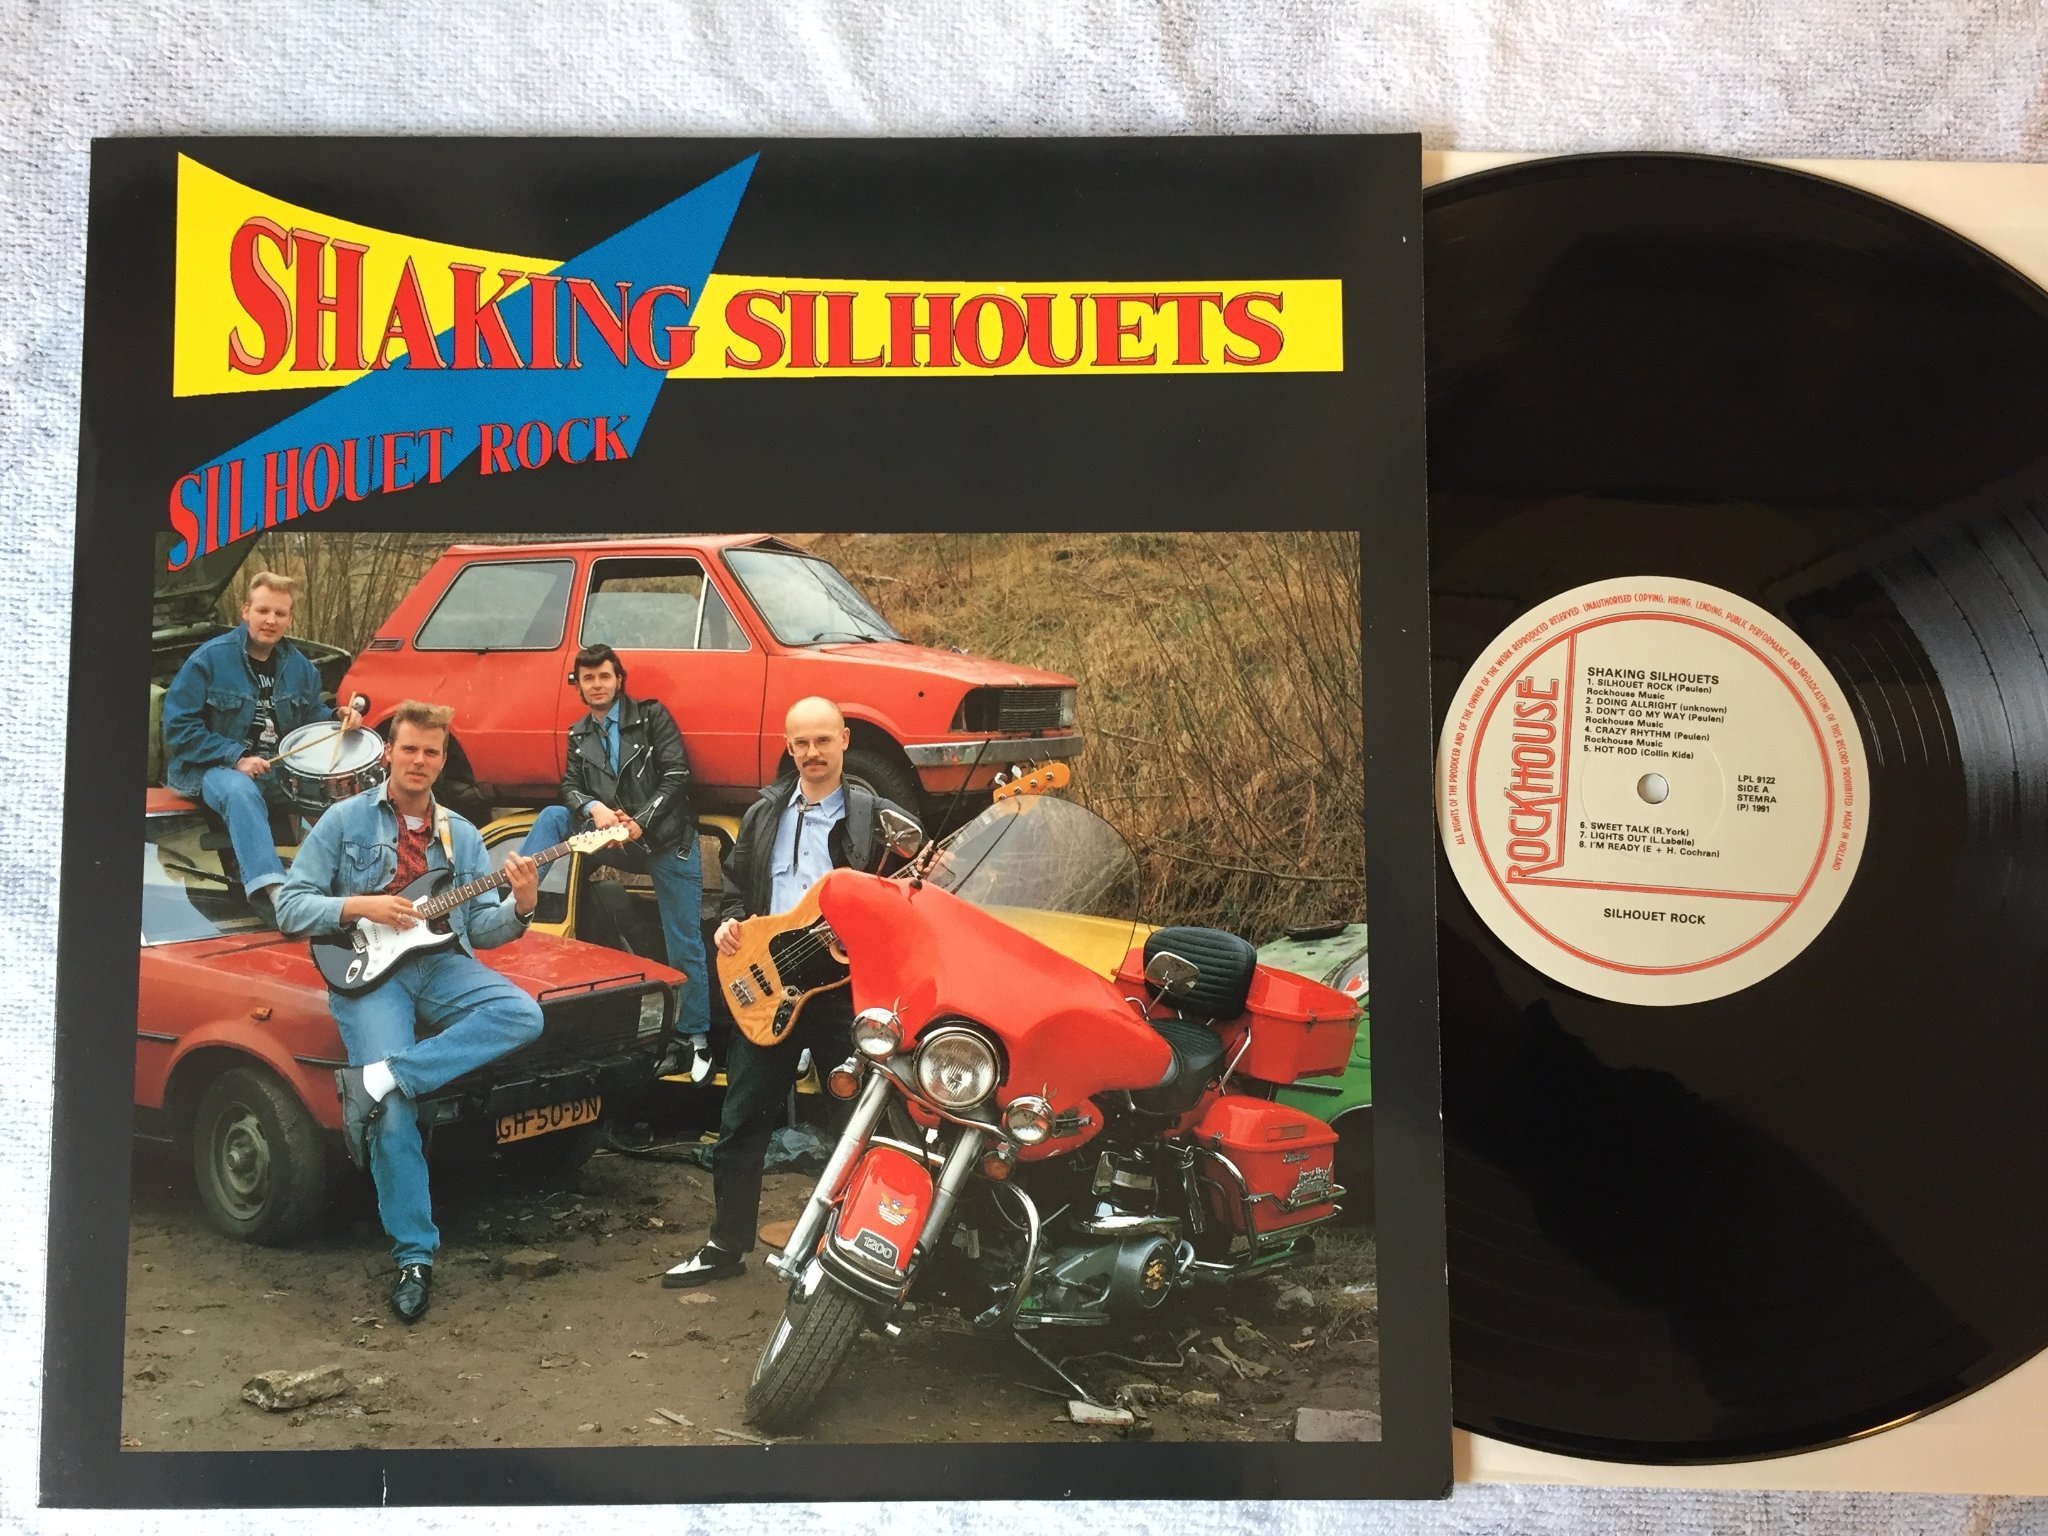 SHAKING SILHOUETS
SILHOUET ROCK
GH-50-DN
1200
ALL RIGHTS OF THE PRODUCER AND OF THE OWNER OF THE WORK REPRODUCED RESERVED. UNAUTHORISED COPYING, HIRING, LENDING, PUBLIC PERFORMANCE AND BROADCASTING OF THIS RECORD PROHIBITED. MADE IN HOLLAND.
ROCKHOUSE
SHAKING SILHOUETS
1. SILHOUET ROCK (Peulen)
Rockhouse Music
2. DOING ALLRIGHT (unknown)
3. DON'T GO MY WAY (Peulen)
Rockhouse Music
4. CRAZY RHYTHM (Peulen)
Rockhouse Music
5. HOT ROD (Collin Kids)
LPL 9122
SIDE A
STEMRA
(P) 1991
6. SWEET TALK (R.York)
7. LIGHTS OUT (L.Labelle)
8. I'M READY (E + H. Cochran)
SILHOUET ROCK